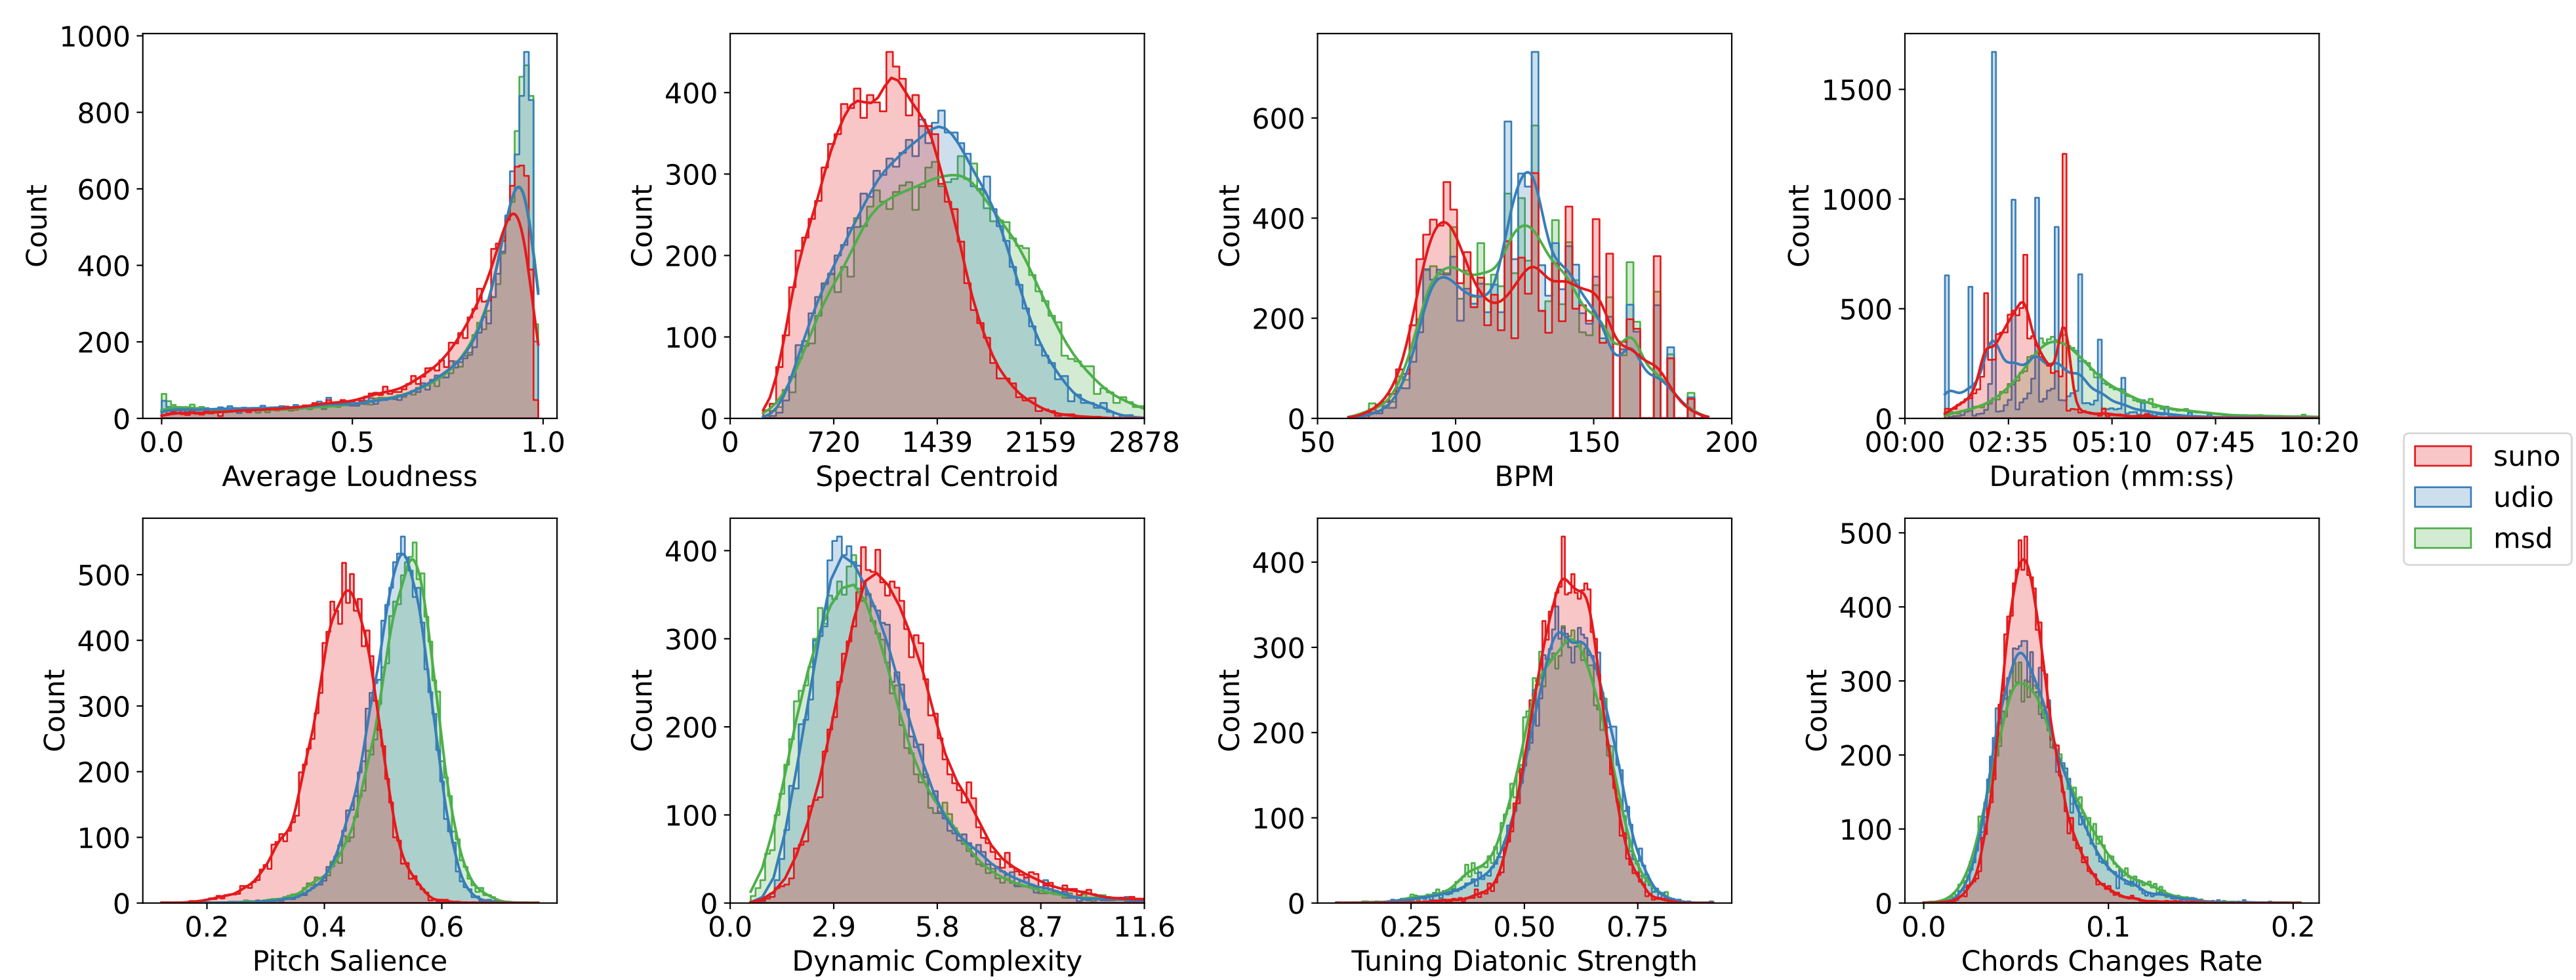 1000
800
600
400
200
0
Count
0.0 0.5 1.0
Average Loudness
400
300
200
100
0
Count
0 720 1439 2159 2878
Spectral Centroid
600
400
200
0
Count
50 100 150 200
BPM
1500
1000
500
0
Count
00:00 02:35 05:10 07:45 10:20
Duration (mm:ss)
suno
udio
msd
500
400
300
200
100
0
Count
0.2 0.4 0.6
Pitch Salience
400
300
200
100
0
Count
0.0 2.9 5.8 8.7 11.6
Dynamic Complexity
400
300
200
100
0
Count
0.25 0.50 0.75
Tuning Diatonic Strength
500
400
300
200
100
0
Count
0.0 0.1 0.2
Chords Changes Rate